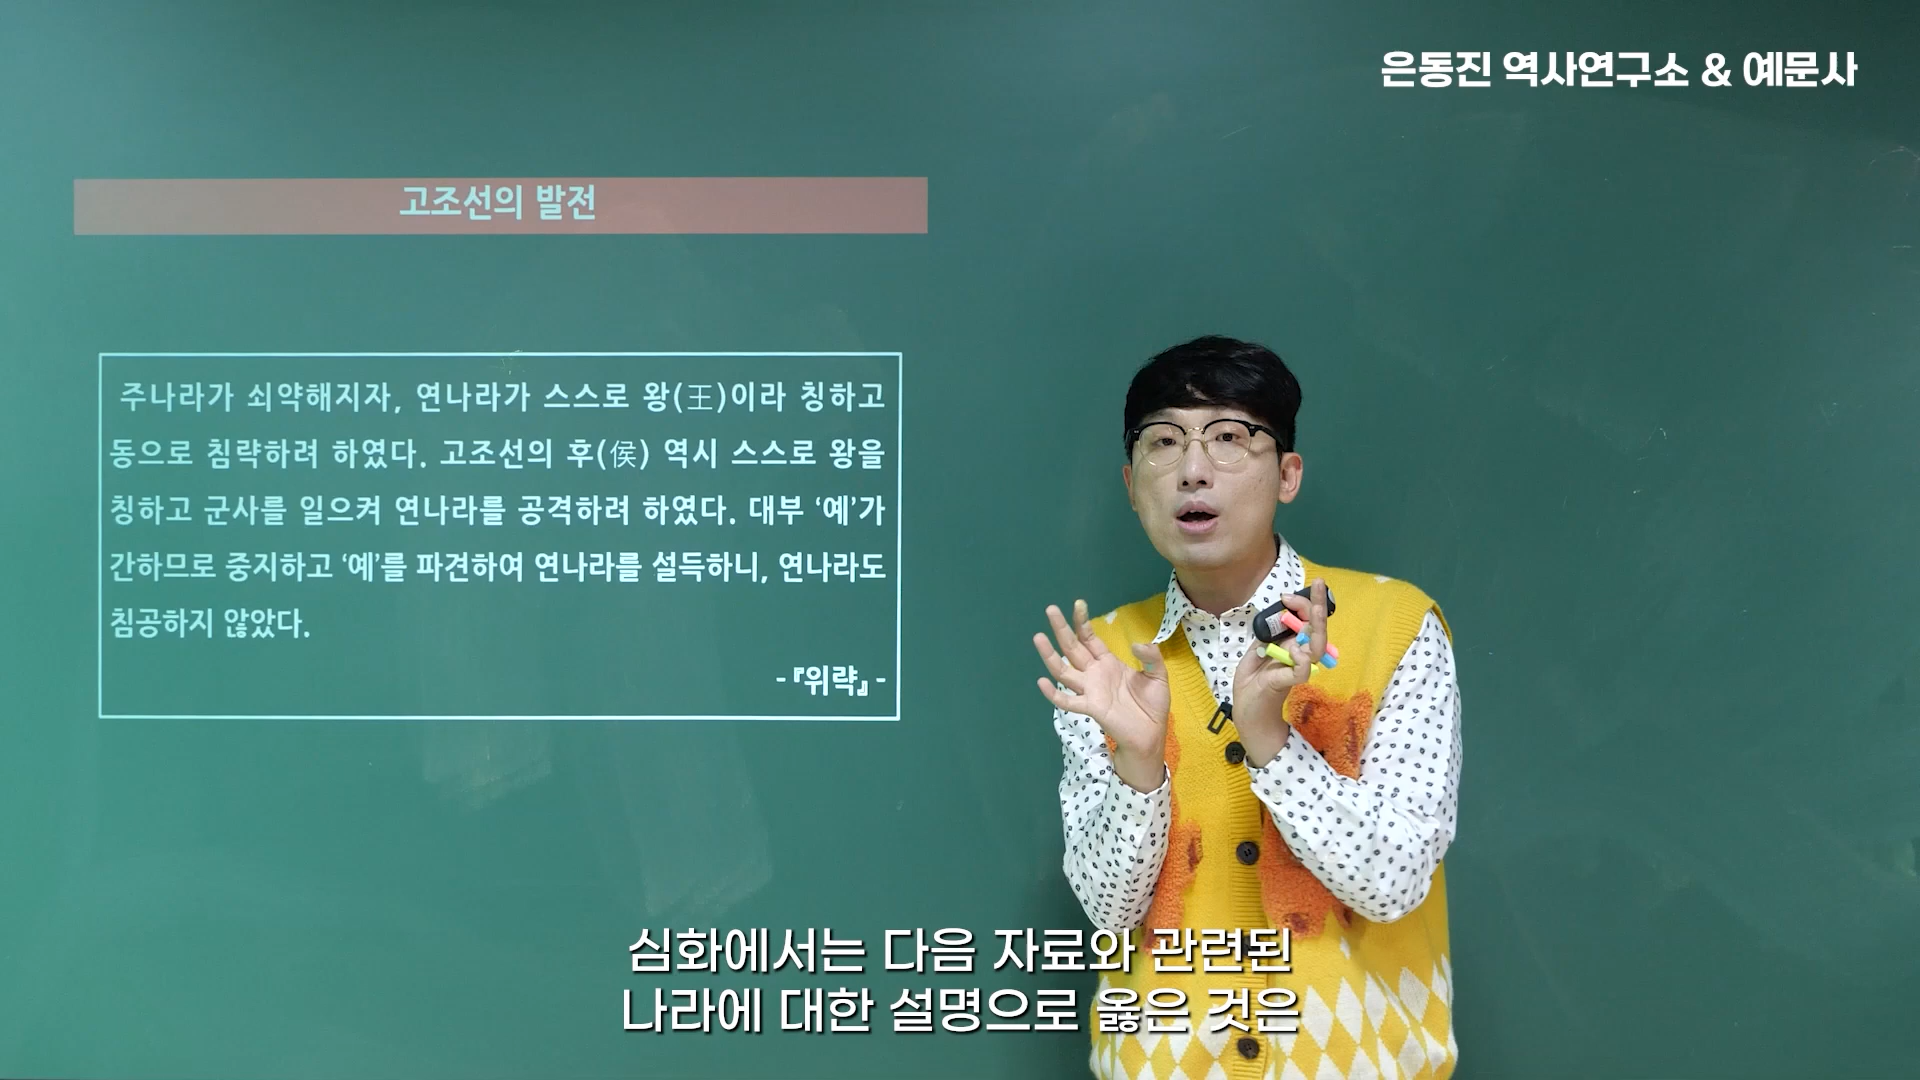 은동진 역사연구소 & 예문사
고조선의 발전
주나라가 쇠약해지자, 연나라가 스스로 왕(王)이라 칭하고
동으로 침략하려 하였다. 고조선의 후(侯) 역시 스스로 왕을
칭하고 군사를 일으켜 연나라를 공격하려 하였다. 대부 ‘예’가
간하므로 중지하고 ‘예’를 파견하여 연나라를 설득하니, 연나라도
침공하지 않았다.
- 『위략』 -
심화에서는 다음 자료와 관련된
나라에 대한 설명으로 옳은 것은